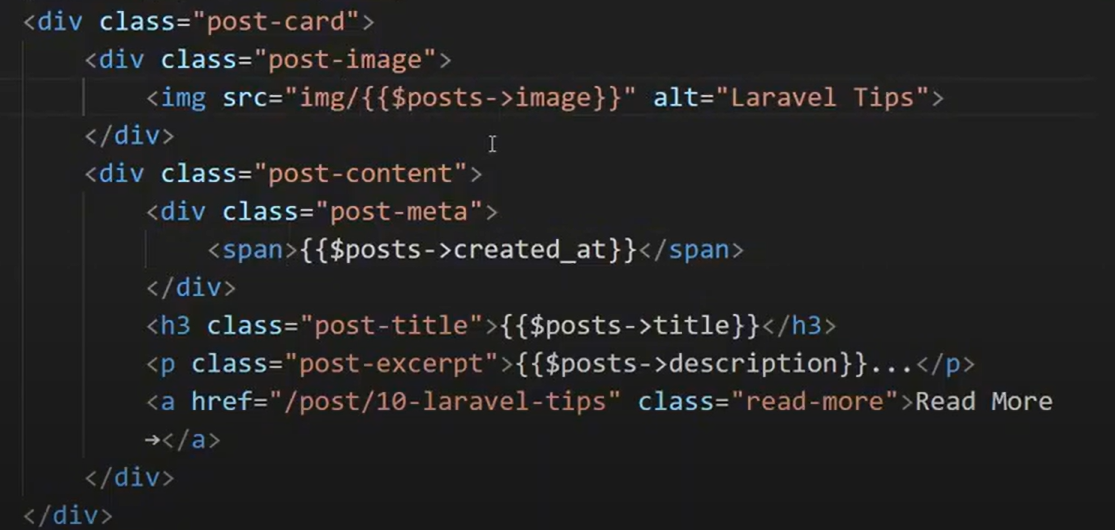 <div class="post-card">
<div class="post-image">
<img src="img/{{$posts->image}}" alt="Laravel Tips">
</div>
<div class="post-content">
<div class="post-meta">
<span>{{$posts->created_at}}</span>
</div>
<h3 class="post-title">{{$posts->title}}</h3>
<p class="post-excerpt">{{$posts->description}}...</p>
<a href="/post/10-laravel-tips" class="read-more">Read More
→</a>
</div>
</div>